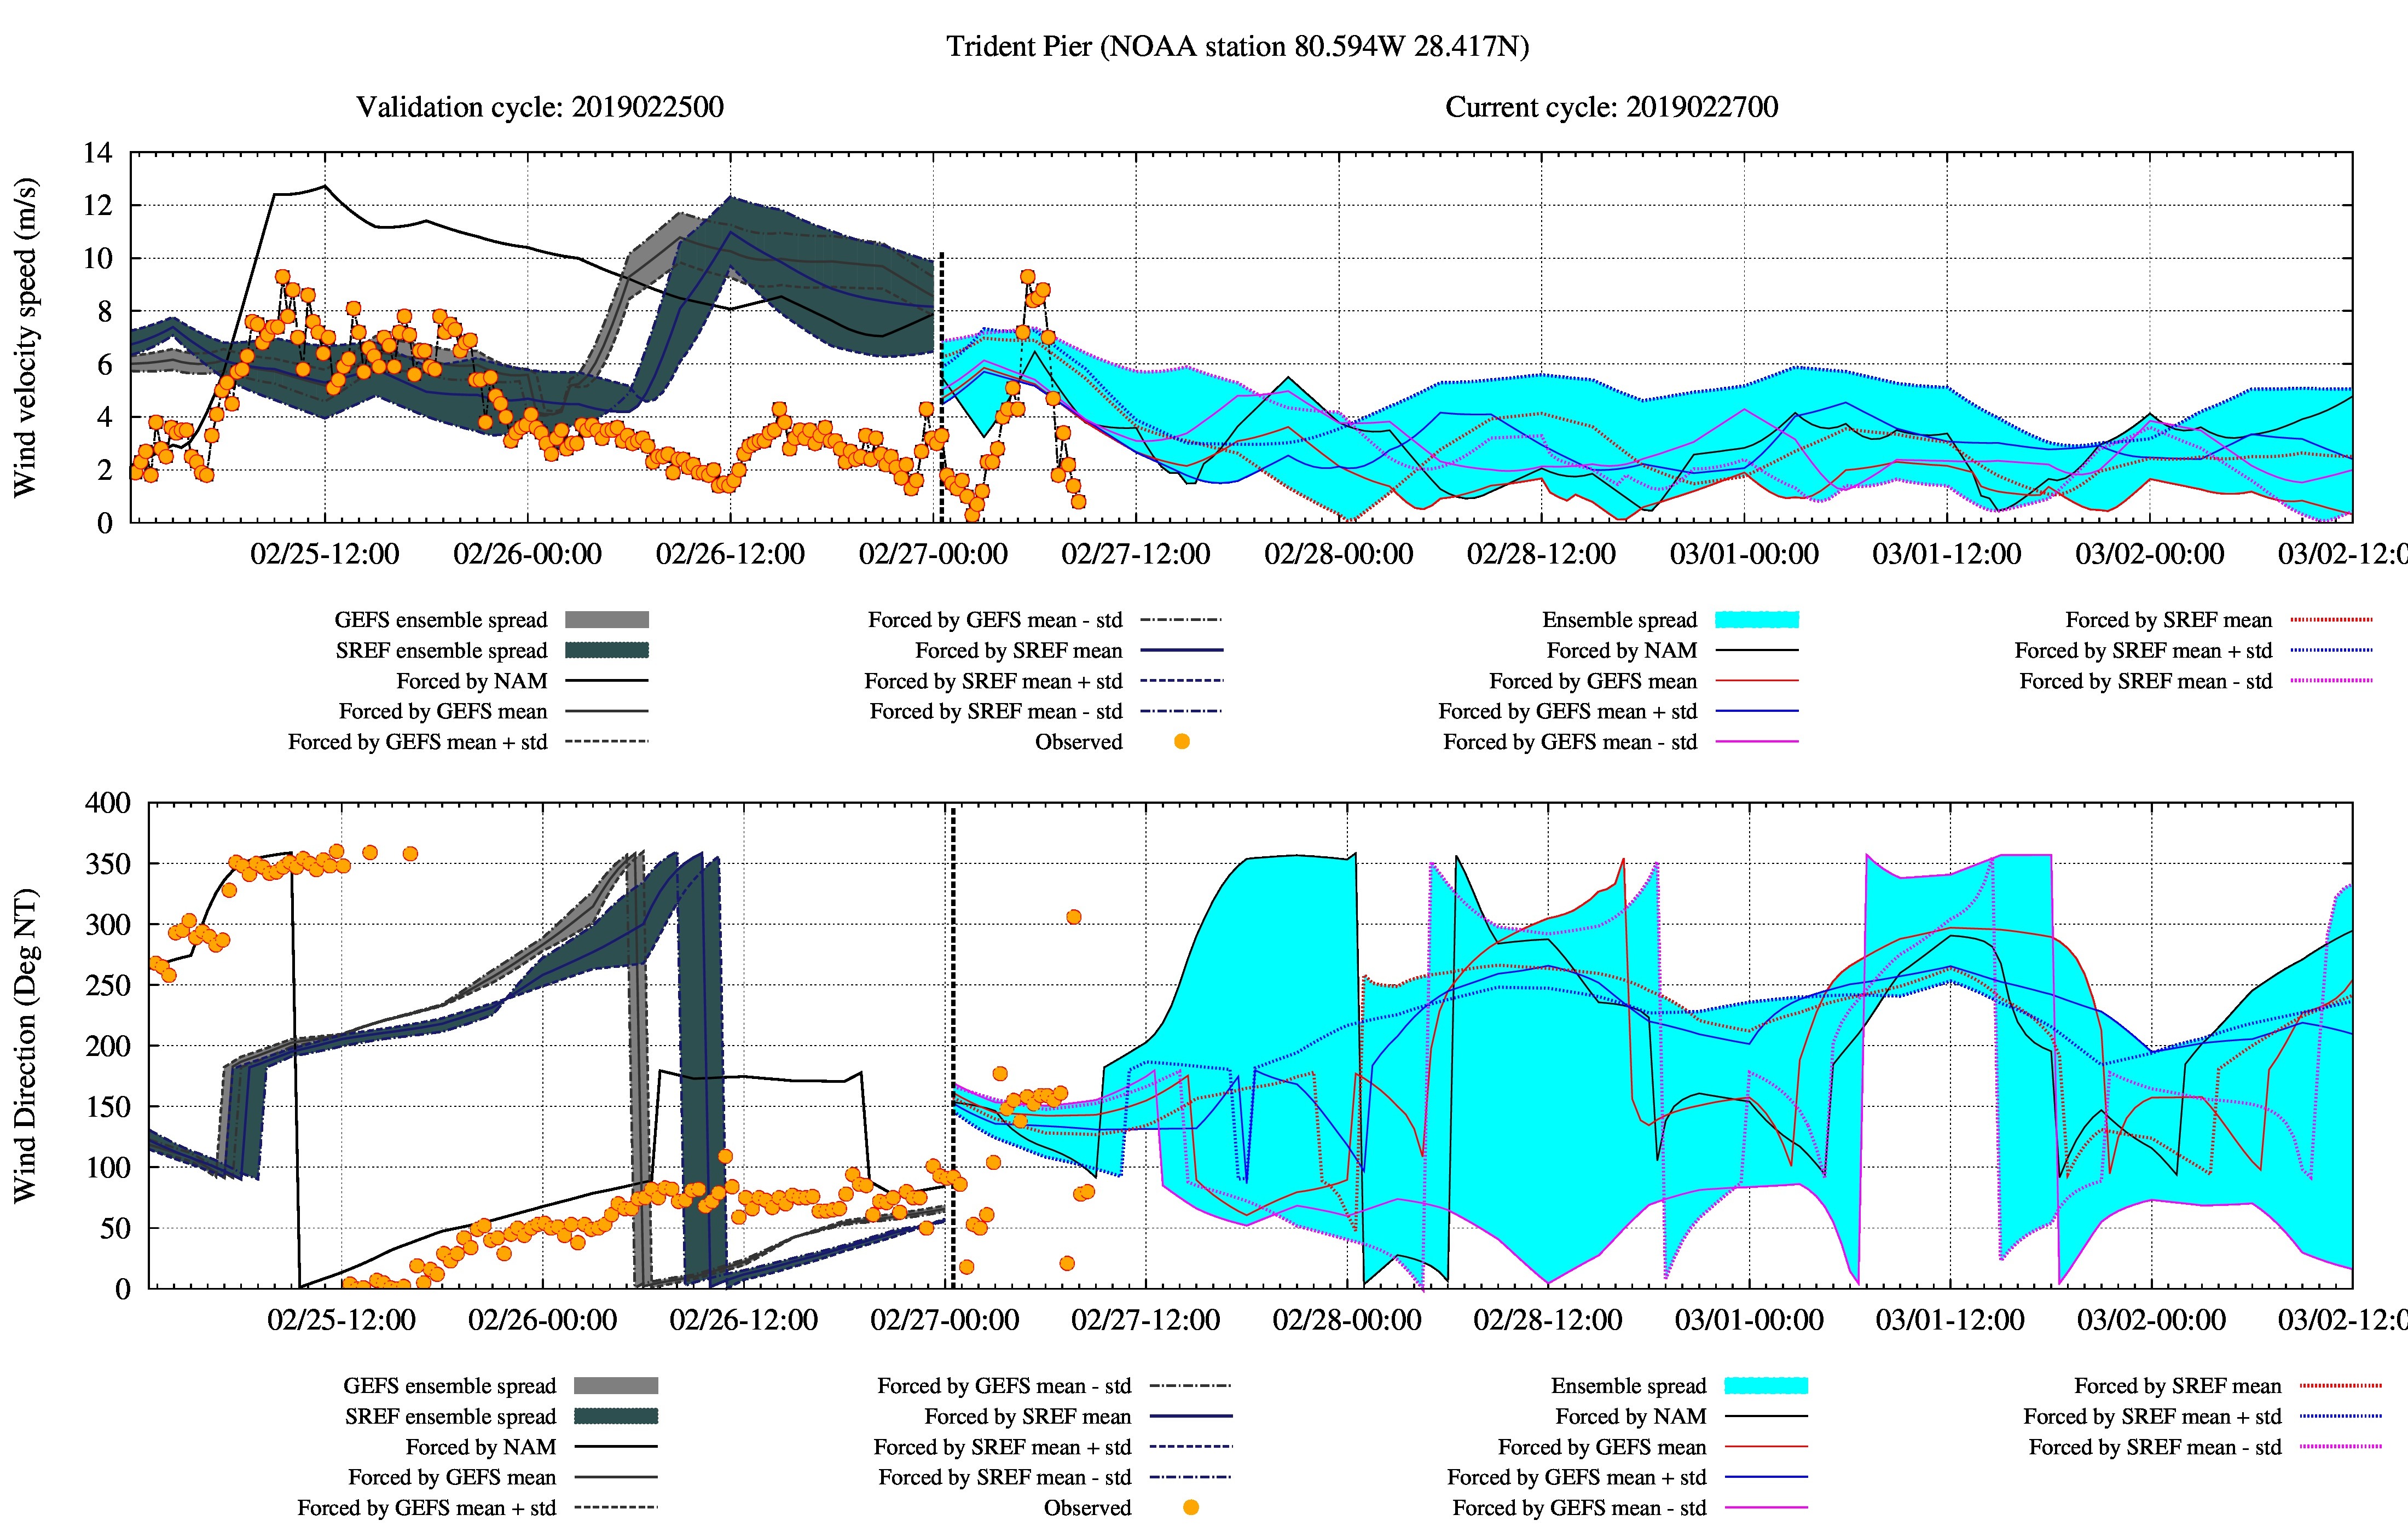 Trident Pier (NOAA station 80.594W 28.417N)
Validation cycle: 2019022500
Current cycle: 2019022700
Wind velocity speed (m/s)
14
12
10
8
6
4
2
0
02/25-12:00 02/26-00:00 02/26-12:00 02/27-00:00 02/27-12:00 02/28-00:00 02/28-12:00 03/01-00:00 03/01-12:00 03/02-00:00 03/02-12:0
GEFS ensemble spread
SREF ensemble spread
Forced by NAM
Forced by GEFS mean
Forced by GEFS mean + std
Forced by GEFS mean - std
Forced by SREF mean
Forced by SREF mean + std
Forced by SREF mean - std
Observed
Ensemble spread
Forced by NAM
Forced by GEFS mean
Forced by GEFS mean + std
Forced by GEFS mean - std
Forced by SREF mean
Forced by SREF mean + std
Forced by SREF mean - std
Wind Direction (Deg NT)
400
350
300
250
200
150
100
50
0
02/25-12:00 02/26-00:00 02/26-12:00 02/27-00:00 02/27-12:00 02/28-00:00 02/28-12:00 03/01-00:00 03/01-12:00 03/02-00:00 03/02-12:0
GEFS ensemble spread
SREF ensemble spread
Forced by NAM
Forced by GEFS mean
Forced by GEFS mean + std
Forced by GEFS mean - std
Forced by SREF mean
Forced by SREF mean + std
Forced by SREF mean - std
Observed
Ensemble spread
Forced by NAM
Forced by GEFS mean
Forced by GEFS mean + std
Forced by GEFS mean - std
Forced by SREF mean
Forced by SREF mean + std
Forced by SREF mean - std